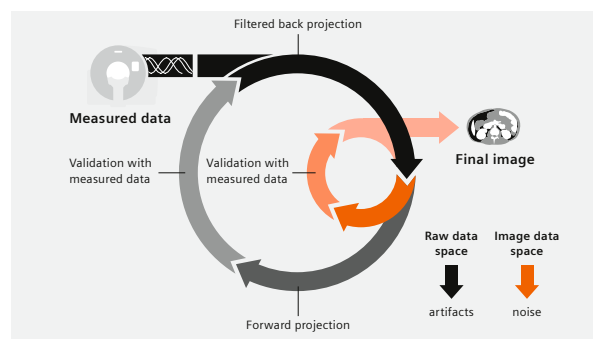 Filtered back projection
Measured data
Validation with
measured data
Validation with
measured data
Final image
Raw data
space
Image data
space
artifacts
noise
Forward projection